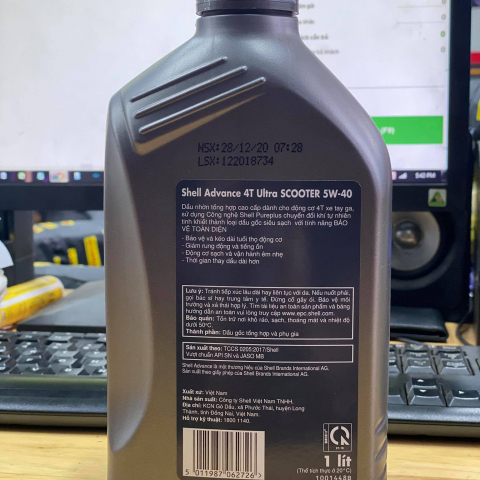 NSX:28/12/20 07:28
LSX:122018734
Shell Advance 4T Ultra SCOOTER 5W-40
Dầu nhờn tổng hợp cao cấp dành cho động cơ 4T xe tay ga,
sử dụng Công nghệ Shell Pureplus chuyển đổi khí tự nhiên
tinh khiết thành loại dầu gốc siêu sạch với tính năng BẢO
VỆ TOÀN DIỆN
- Bảo vệ và kéo dài tuổi thọ động cơ
- Giảm rung động và tiếng ồn
- Động cơ sạch và vận hành êm nhẹ
- Thời gian thay dầu dài hơn
Lưu ý: Tránh tiếp xúc lâu dài hay liên tục với da. Nếu nuốt phải,
gọi bác sĩ hay trung tâm y tế. Đừng cố gây ói. Bảo vệ môi
trường và xả thải hợp lý. Tìm tài liệu an toàn sản phẩm và bảng
hướng dẫn an toàn vui lòng truy cập www.epc.shell.com.
Bảo quản: Tồn trữ nơi khô ráo, sạch, thoáng mát và nhiệt độ
dưới 50°C.
Thành phần: Dầu gốc tổng hợp và phụ gia
Sản xuất theo: TCCS 0205:2017/Shell
Vượt chuẩn API SN và JASO MB
Shell Advance là một thương hiệu của Shell Brands International AG.
Sản xuất theo giấy phép của Shell Brands International AG.
Xuất xứ: Việt Nam
Nhà sản xuất: Công ty Shell Việt Nam TNHH.
Địa chỉ: KCN Gò Dầu, xã Phước Thái, huyện Long
Thành, tỉnh Đồng Nai, Việt Nam.
Hỗ trợ kỹ thuật: 1800 1140.
5 011987 062726
1 lít
(Thể tích thực ở 20°C)
1001448B
(F9)
5:40 PM